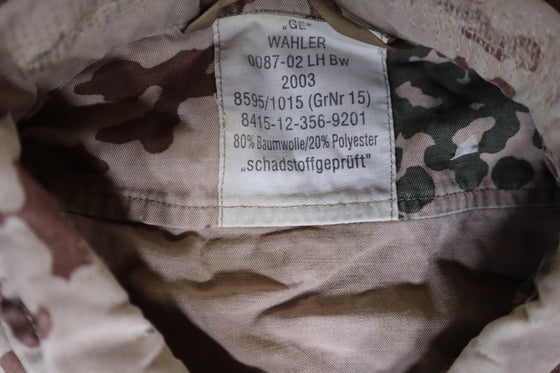 „GE"
WAHLER
0087-02 LH Bw
2003
8595/1015 (GrNr 15)
8415-12-356-9201
80% Baumwolle/20% Polyester
„schadstoffgeprüft"